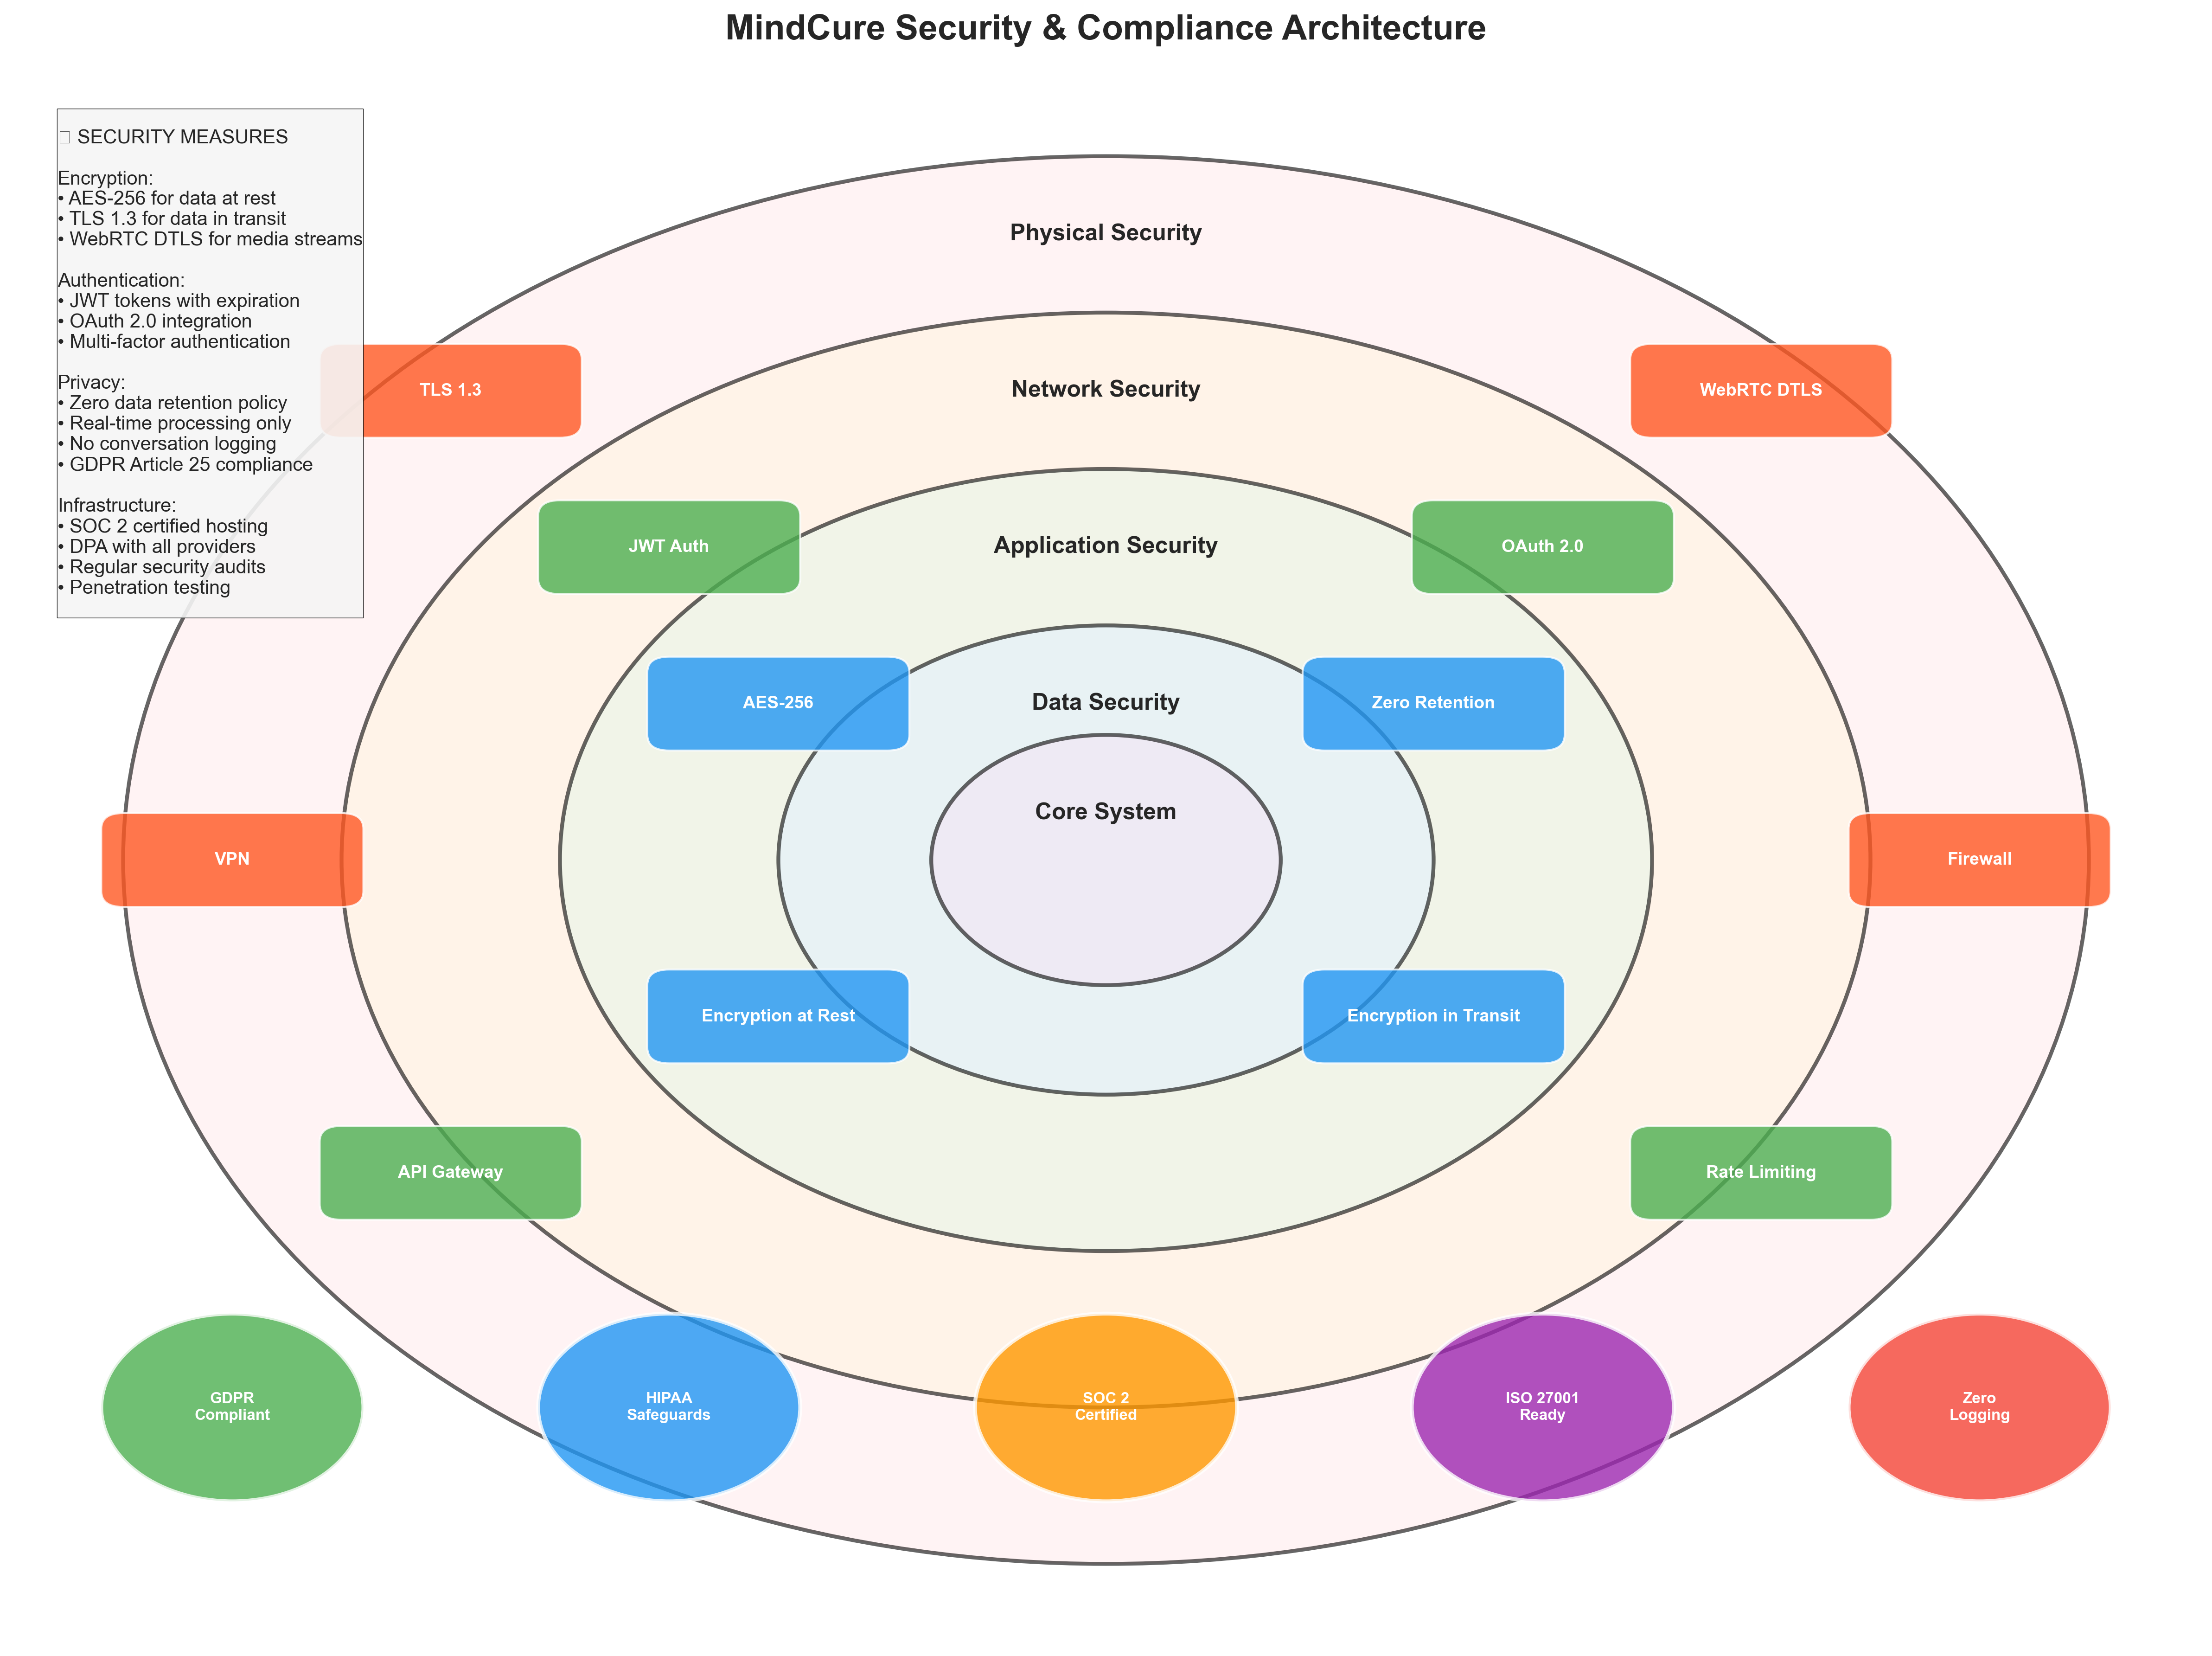 MindCure Security & Compliance Architecture
SECURITY MEASURES
Encryption:
• AES-256 for data at rest
• TLS 1.3 for data in transit
• WebRTC DTLS for media streams
Authentication:
• JWT tokens with expiration
• OAuth 2.0 integration
• Multi-factor authentication
Privacy:
• Zero data retention policy
• Real-time processing only
• No conversation logging
• GDPR Article 25 compliance
Infrastructure:
• SOC 2 certified hosting
• DPA with all providers
• Regular security audits
• Penetration testing
Physical Security
TLS 1.3
Network Security
WebRTC DTLS
JWT Auth
Application Security
OAuth 2.0
AES-256
Data Security
Zero Retention
Core System
VPN
Firewall
Encryption at Rest
Encryption in Transit
API Gateway
Rate Limiting
GDPR
Compliant
HIPAA
Safeguards
SOC 2
Certified
ISO 27001
Ready
Zero
Logging